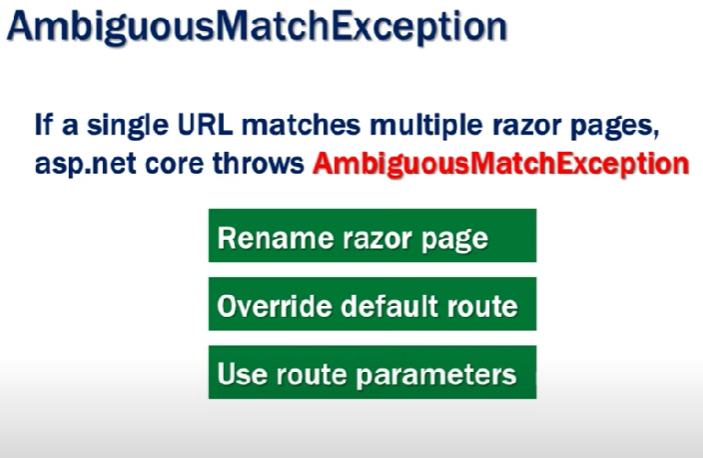 AmbiguousMatchException
If a single URL matches multiple razor pages,
asp.net core throws AmbiguousMatchException
Rename razor page
Override default route
Use route parameters